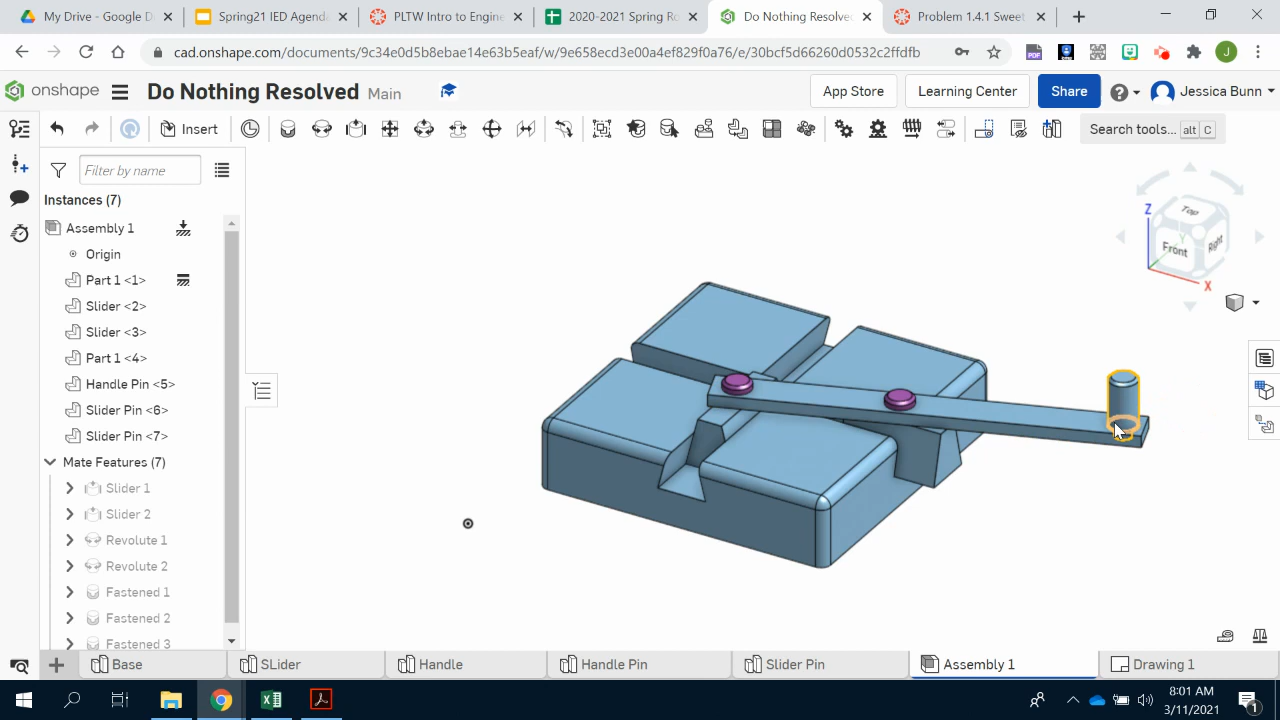 My Drive - Google D
Spring21 IED Agenda
PLTW Intro to Engine
2020-2021 Spring Ro
Do Nothing Resolved
Problem 1.4.1 Sweet
cad.onshape.com/documents/9c34e0d5b8ebae14e63b5eaf/w/9e658ecd3e00a4ef829f0a76/e/30bcf5d66260d0532c2ffdfb
PDF
J
onshape
Do Nothing Resolved Main
App Store
Learning Center
Share
Jessica Bunn
Insert
Search tools... alt C
Filter by name
Instances (7)
Assembly 1
Origin
Part 1 <1>
Slider <2>
Slider <3>
Part 1 <4>
Handle Pin <5>
Slider Pin <6>
Slider Pin <7>
Mate Features (7)
Slider 1
Slider 2
Revolute 1
Revolute 2
Fastened 1
Fastened 2
Fastened 3
Z
Top
Y
Front
Right
X
Base
SLider
Handle
Handle Pin
Slider Pin
Assembly 1
Drawing 1
8:01 AM
3/11/2021
1